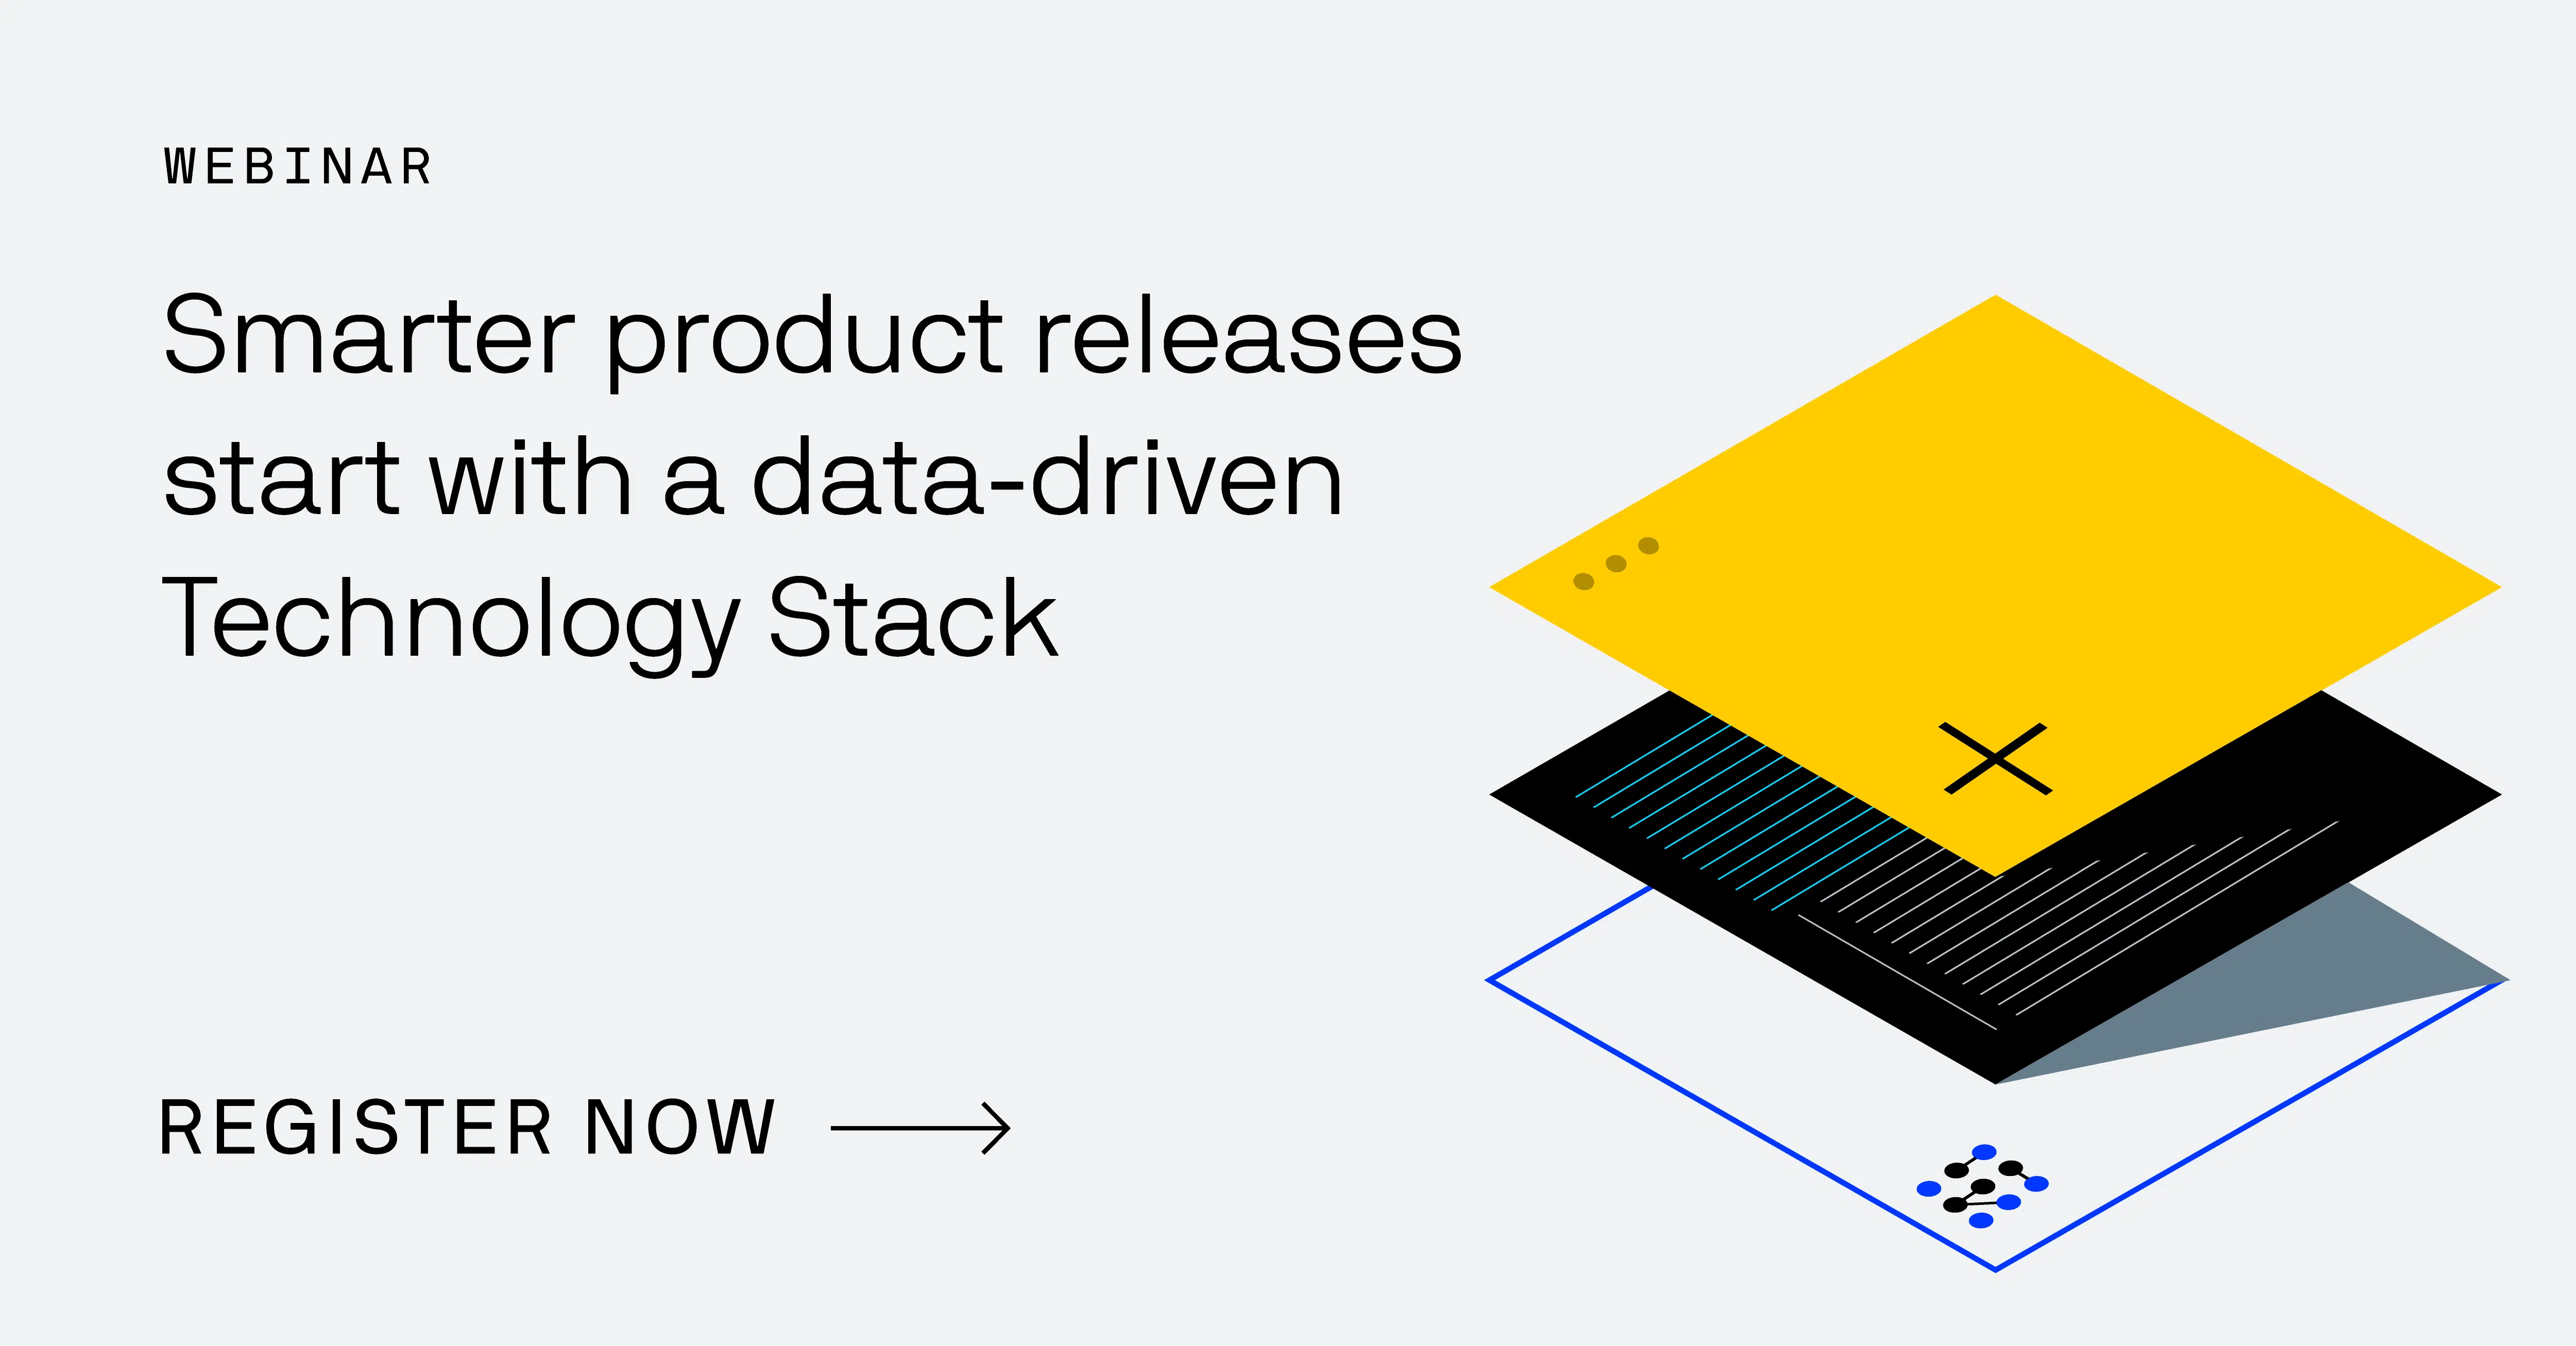 WEBINAR
Smarter product releases
start with a data-driven
Technology Stack
REGISTER NOW